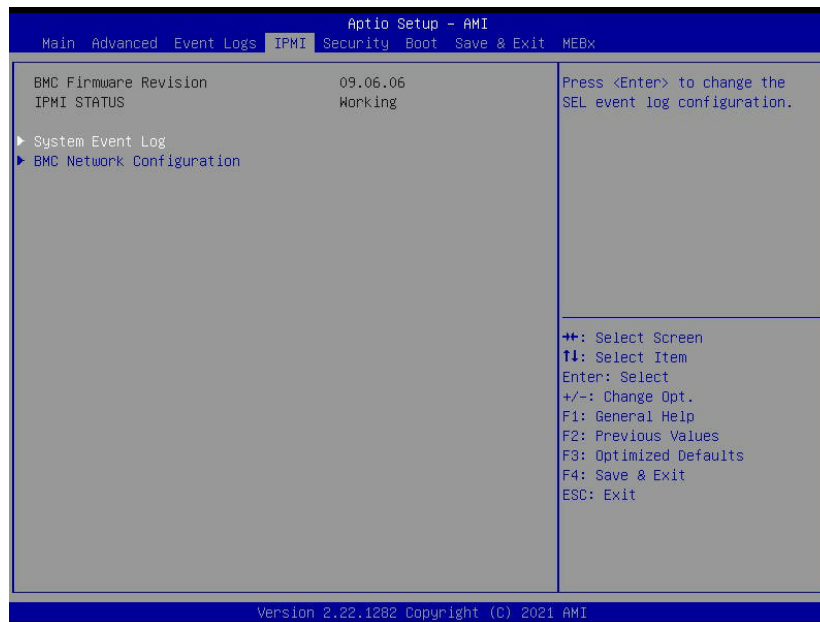 Aptio Setup - AMI
Main Advanced Event Logs IPMI Security Boot Save & Exit MEBx
BMC Firmware Revision 09.06.06
IPMI STATUS Working
System Event Log
BMC Network Configuration
Press <Enter> to change the
SEL event log configuration.
→←: Select Screen
↑↓: Select Item
Enter: Select
+/-: Change Opt.
F1: General Help
F2: Previous Values
F3: Optimized Defaults
F4: Save & Exit
ESC: Exit
Version 2.22.1282 Copyright (C) 2021 AMI